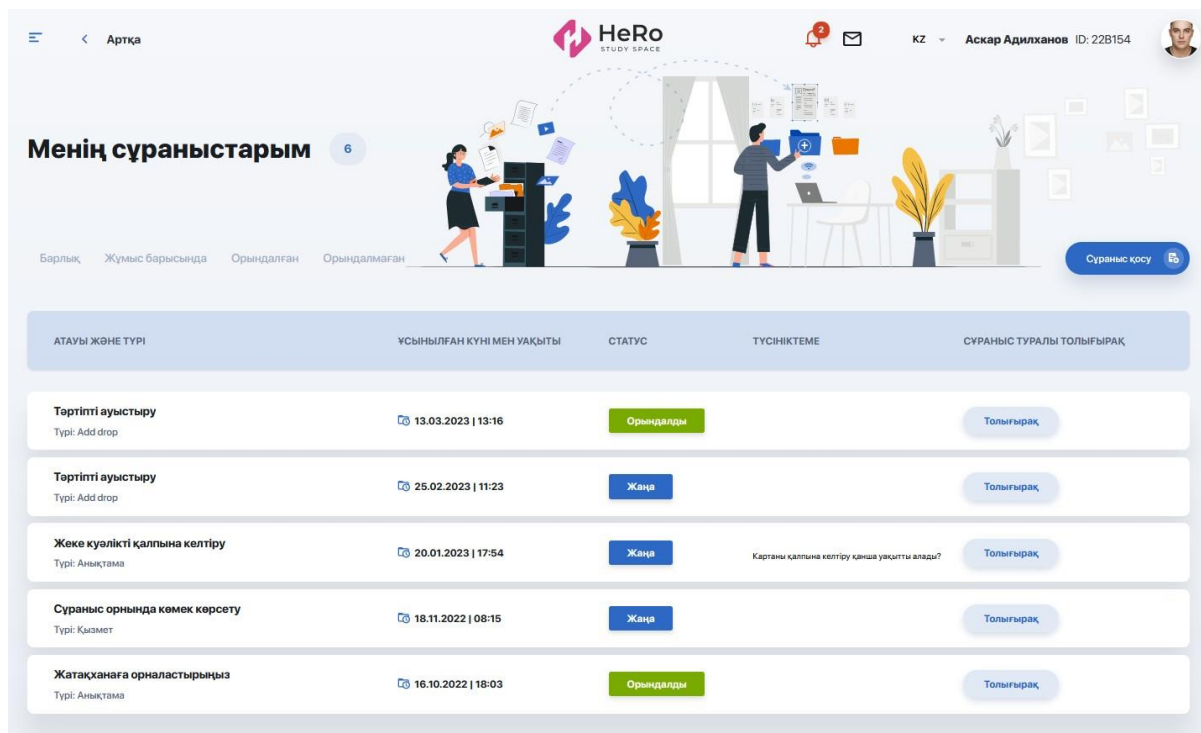 Артқа
HeRo
STUDY SPACE
2
KZ
Аскар Адилханов ID: 22B154
Менің сұраныстарым 6
Барлық Жұмыс барысында Орындалған Орындалмаған
Сұраныс қосу
АТАУЫ ЖӘНЕ ТҮРІ ҰСЫНЫЛҒАН КҮНІ МЕН УАҚЫТЫ СТАТУС ТҮСІНІКТЕМЕ СҰРАНЫС ТУРАЛЫ ТОЛЫҒЫРАҚ
Тәртіпті ауыстыру
Түрі: Add drop
13.03.2023 | 13:16
Орындалды
Толығырақ
Тәртіпті ауыстыру
Түрі: Add drop
25.02.2023 | 11:23
Жаңа
Толығырақ
Жеке куәлікті қалпына келтіру
Түрі: Анықтама
20.01.2023 | 17:54
Жаңа
Картаны қалпына келтіру қанша уақытты алады?
Толығырақ
Сұраныс орнында көмек көрсету
Түрі: Қызмет
18.11.2022 | 08:15
Жаңа
Толығырақ
Жатақханаға орналастырыңыз
Түрі: Анықтама
16.10.2022 | 18:03
Орындалды
Толығырақ